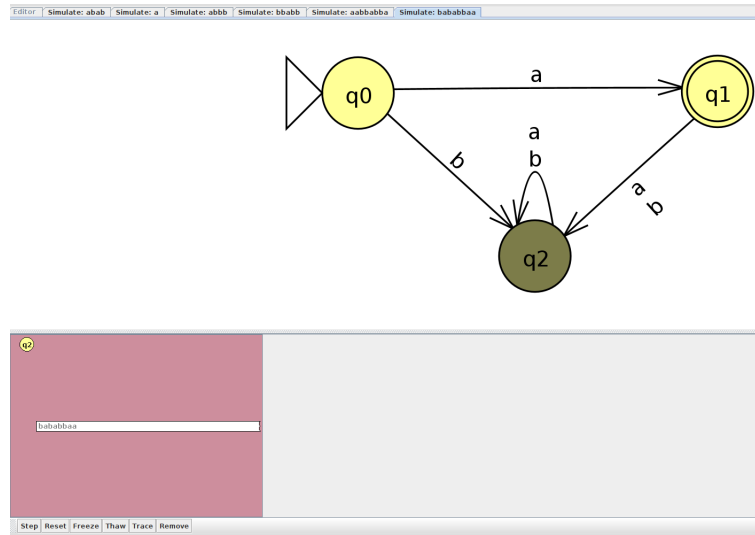 Editor Simulate: abab Simulate: a Simulate: abbb Simulate: bbabb Simulate: aabbabba Simulate: bababbaa
q0
a
q1
b
a
b
a
b
q2
q2
bababbaa
Step Reset Freeze Thaw Trace Remove